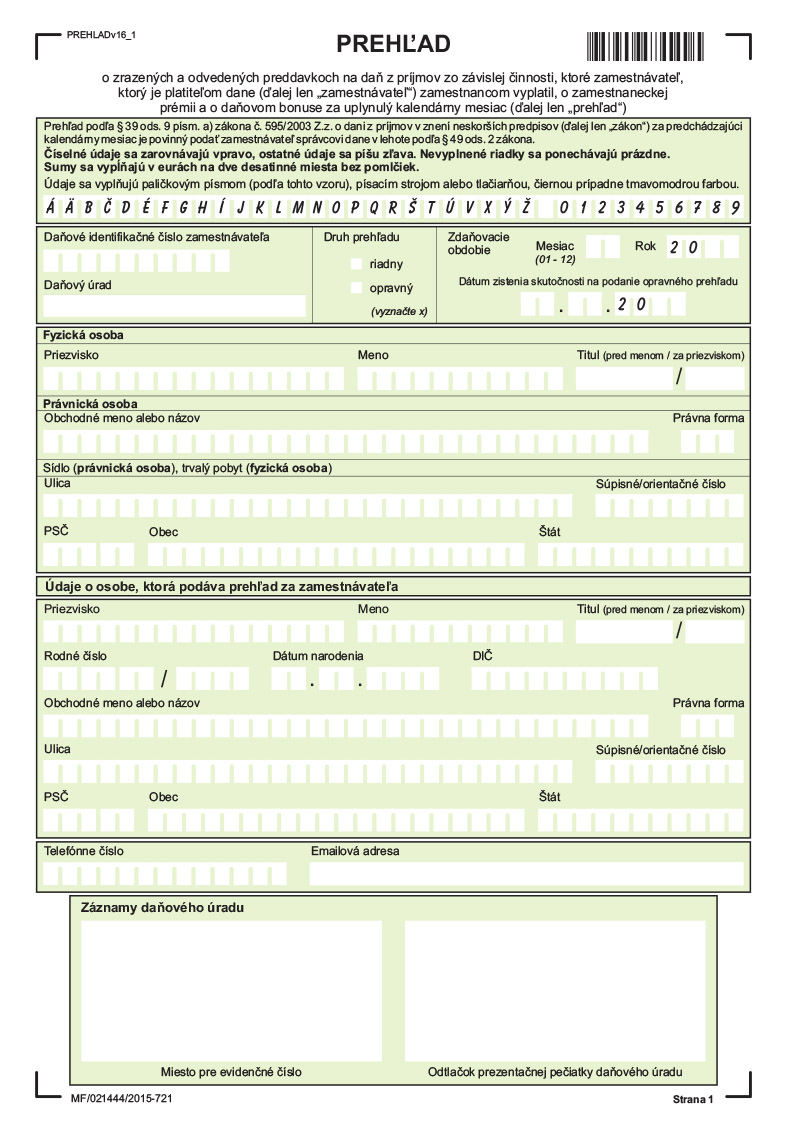 PREHLADv16_1
PREHĽAD
o zrazených a odvedených preddavkoch na daň z príjmov zo závislej činnosti, ktoré zamestnávateľ,
ktorý je platiteľom dane (ďalej len „zamestnávateľ“) zamestnancom vyplatil, o zamestnaneckej
prémii a o daňovom bonuse za uplynulý kalendárny mesiac (ďalej len „prehľad“)
Prehľad podľa § 39 ods. 9 písm. a) zákona č. 595/2003 Z.z. o dani z príjmov v znení neskorších predpisov (ďalej len „zákon“) za predchádzajúci
kalendárny mesiac je povinný podať zamestnávateľ správcovi dane v lehote podľa § 49 ods. 2 zákona.
Číselné údaje sa zarovnávajú vpravo, ostatné údaje sa píšu zľava. Nevyplnené riadky sa ponechávajú prázdne.
Sumy sa vypĺňajú v eurách na dve desatinné miesta bez pomlčiek.
Údaje sa vyplňujú paličkovým písmom (podľa tohto vzoru), písacím strojom alebo tlačiarňou, čiernou prípadne tmavomodrou farbou.
Á Ä B Č D É F G H Í J K L M N O P Q R Š T Ú V X Ý Ž 0 1 2 3 4 5 6 7 8 9
Daňové identifikačné číslo zamestnávateľa
Daňový úrad
Druh prehľadu
riadny
opravný
(vyznačte x)
Zdaňovacie
obdobie
Mesiac
(01 - 12)
Rok 2 0
Dátum zistenia skutočnosti na podanie opravného prehľadu
. . 2 0
Fyzická osoba
Priezvisko Meno Titul (pred menom / za priezviskom)
/
Právnická osoba
Obchodné meno alebo názov Právna forma
Sídlo (právnická osoba), trvalý pobyt (fyzická osoba)
Ulica Súpisné/orientačné číslo
PSČ Obec Štát
Údaje o osobe, ktorá podáva prehľad za zamestnávateľa
Priezvisko Meno Titul (pred menom / za priezviskom)
/
Rodné číslo Dátum narodenia DIČ
/ . .
Obchodné meno alebo názov Právna forma
Ulica Súpisné/orientačné číslo
PSČ Obec Štát
Telefónne číslo Emailová adresa
Záznamy daňového úradu
Miesto pre evidenčné číslo Odtlačok prezentačnej pečiatky daňového úradu
MF/021444/2015-721 Strana 1